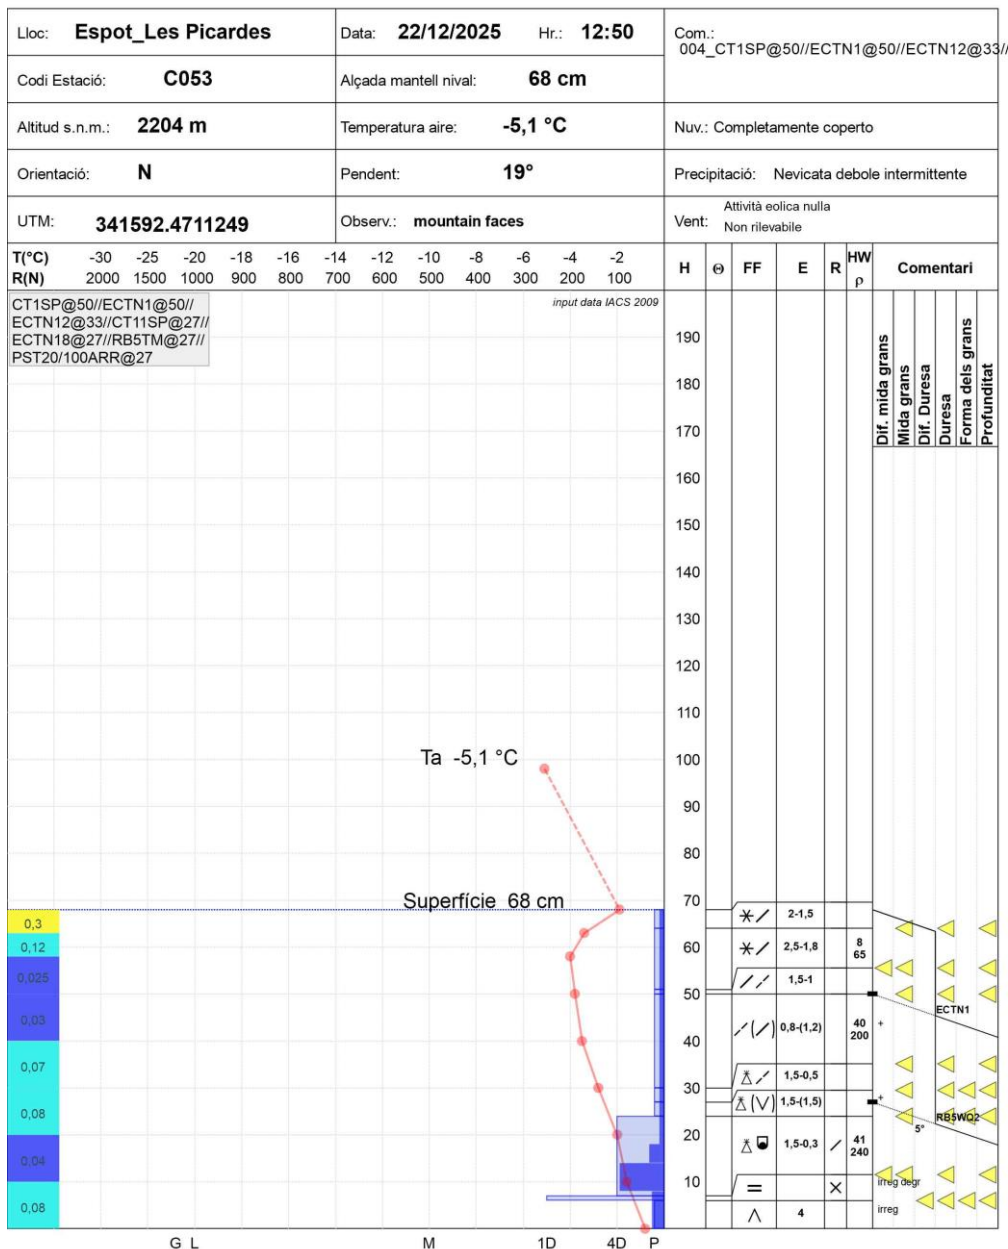 Lloc: Espot_Les Picardes Data: 22/12/2025 Hr.: 12:50 Com.:
004_CT1SP@50//ECTN1@50//ECTN12@33//
Codi Estació: C053 Alçada mantell nival: 68 cm
Altitud s.n.m.: 2204 m Temperatura aire: -5,1 °C Nuv.: Completamente coperto
Orientació: N Pendent: 19° Precipitació: Nevicata debole intermittente
UTM: 341592.4711249 Observ.: mountain faces Vent: Attività eolica nulla
Non rilevabile
T(°C) -30 -25 -20 -18 -16 -14 -12 -10 -8 -6 -4 -2
R(N) 2000 1500 1000 900 800 700 600 500 400 300 200 100
H Θ FF E R HW ρ Comentari
CT1SP@50//ECTN1@50//
ECTN12@33//CT11SP@27//
ECTN18@27//RB5TM@27//
PST20/100ARR@27
input data IACS 2009
Dif. mida grans
Mida grans
Dif. Duresa
Duresa
Forma dels grans
Profunditat
190
180
170
160
150
140
130
120
110
Ta -5,1 °C
100
90
80
Superfície 68 cm
70
60
50
40
30
20
10
0,3
0,12
0,025
0,03
0,07
0,08
0,04
0,08
2-1,5
2,5-1,8 8
65
1,5-1
ECTN1
0,8-(1,2) 40
200
+
1,5-0,5
1,5-(1,5)
+
RB5WQ2
5°
1,5-0,3 / 41
240
= X
irreg degr
4
irreg
G L M 1D 4D P